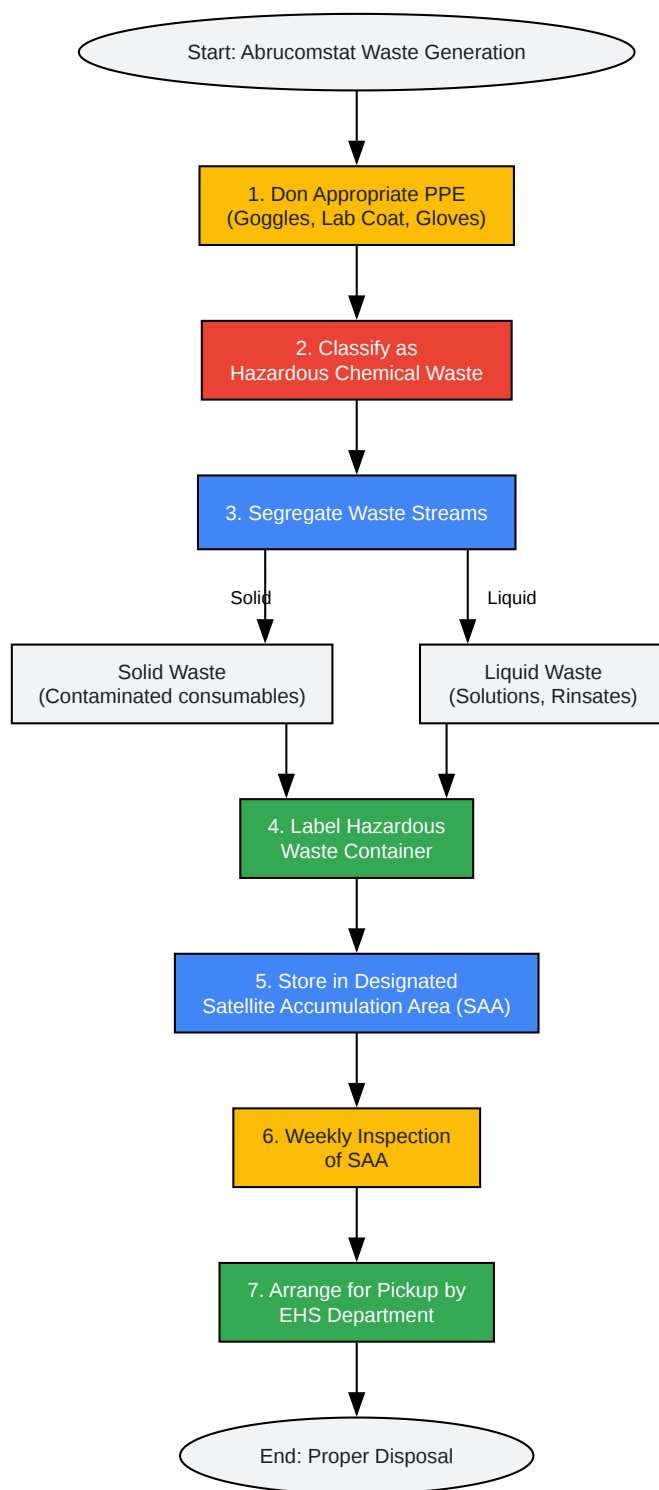 Start: Abrucomstat Waste Generation
1. Don Appropriate PPE
(Goggles, Lab Coat, Gloves)
2. Classify as
Hazardous Chemical Waste
3. Segregate Waste Streams
Solid
Liquid
Solid Waste
(Contaminated consumables)
Liquid Waste
(Solutions, Rinsates)
4. Label Hazardous
Waste Container
5. Store in Designated
Satellite Accumulation Area (SAA)
6. Weekly Inspection
of SAA
7. Arrange for Pickup by
EHS Department
End: Proper Disposal